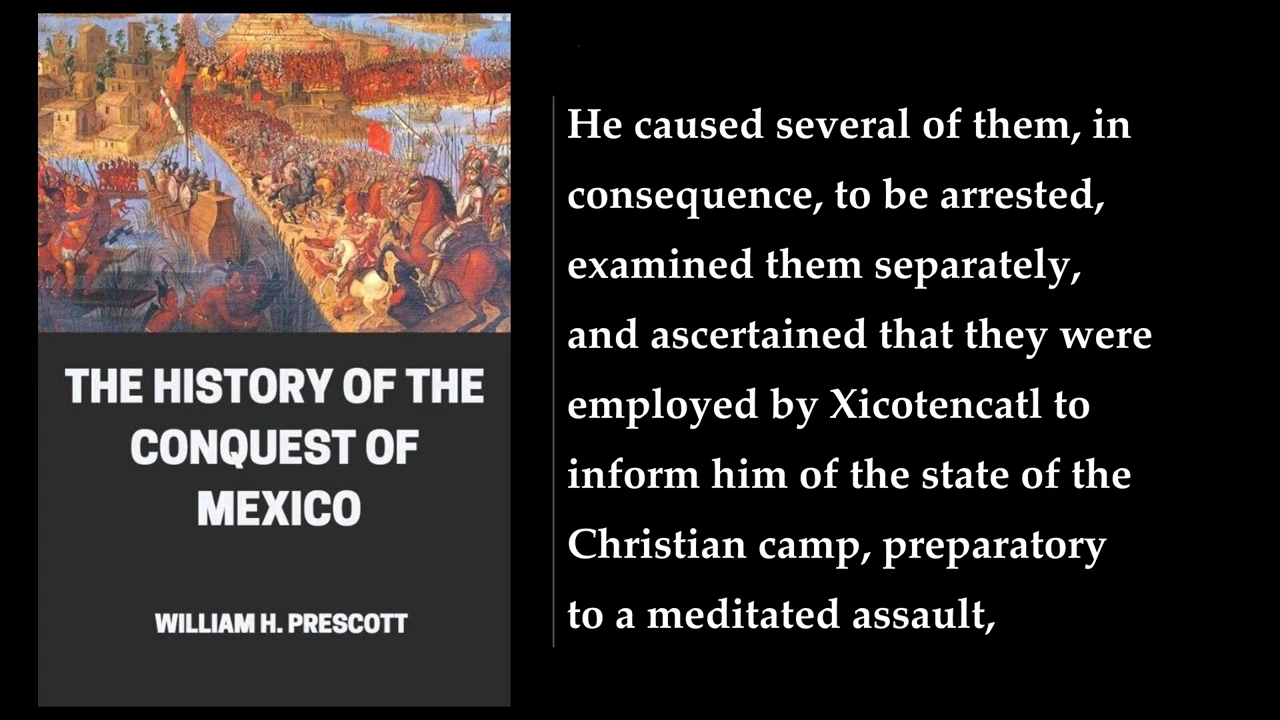 THE HISTORY OF THE
CONQUEST OF
MEXICO
WILLIAM H. PRESCOTT
He caused several of them, in
consequence, to be arrested,
examined them separately,
and ascertained that they were
employed by Xicotencatl to
inform him of the state of the
Christian camp, preparatory
to a meditated assault,